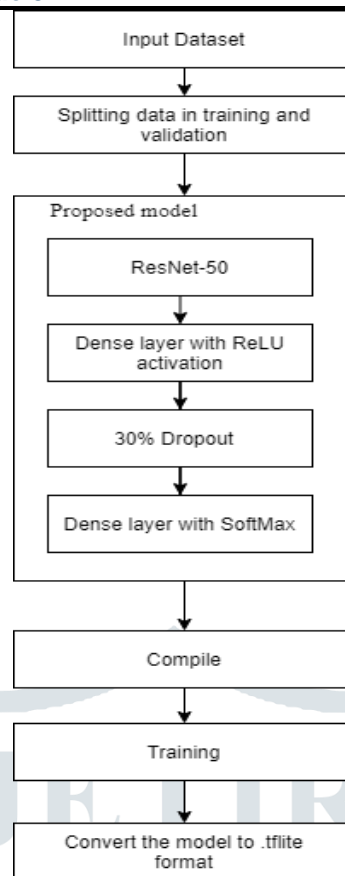 Input Dataset
Splitting data in training and
validation
Proposed model
ResNet-50
Dense layer with ReLU
activation
30% Dropout
Dense layer with SoftMax
Compile
Training
Convert the model to .tflite
format